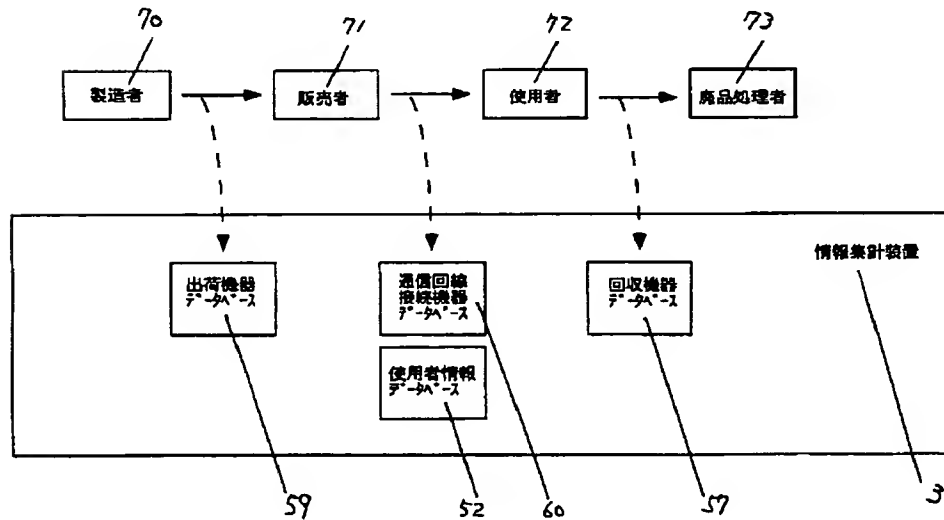 70
71
72
73
製造者
販売者
使用者
廃品処理者
情報集計装置
出荷機器
データベース
通信回線
接続機器
データベース
回収機器
データベース
使用者情報
データベース
59
52
60
57
3